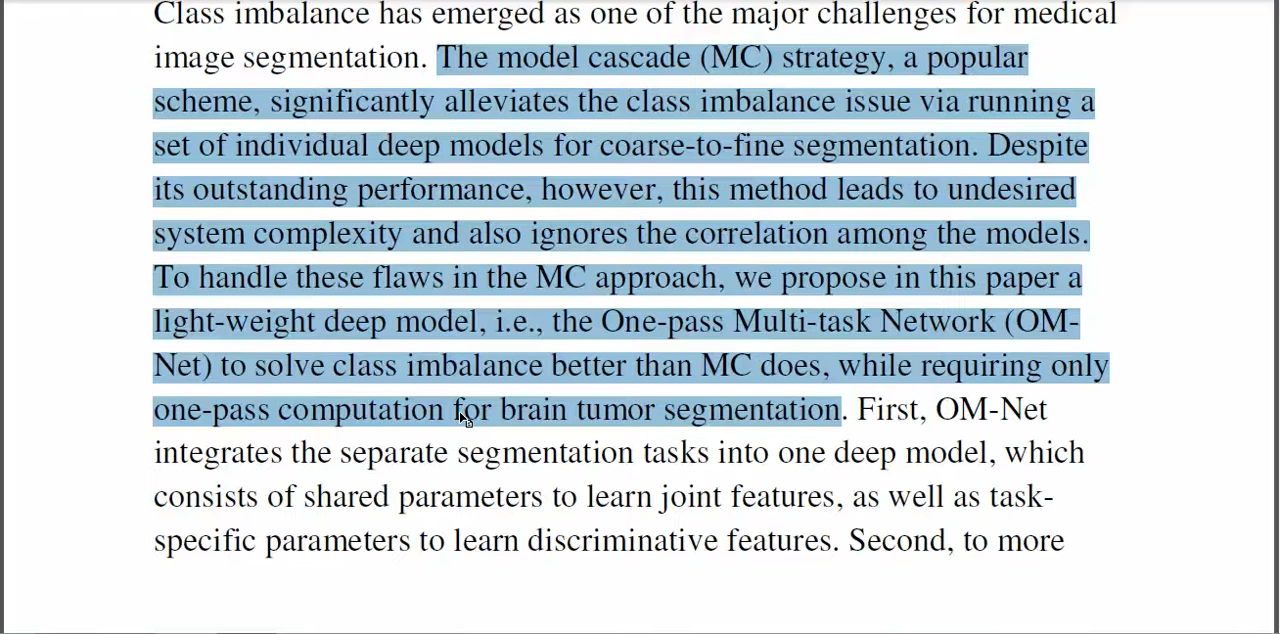 Class imbalance has emerged as one of the major challenges for medical
image segmentation. The model cascade (MC) strategy, a popular
scheme, significantly alleviates the class imbalance issue via running a
set of individual deep models for coarse-to-fine segmentation. Despite
its outstanding performance, however, this method leads to undesired
system complexity and also ignores the correlation among the models.
To handle these flaws in the MC approach, we propose in this paper a
light-weight deep model, i.e., the One-pass Multi-task Network (OM-
Net) to solve class imbalance better than MC does, while requiring only
one-pass computation for brain tumor segmentation. First, OM-Net
integrates the separate segmentation tasks into one deep model, which
consists of shared parameters to learn joint features, as well as task-
specific parameters to learn discriminative features. Second, to more